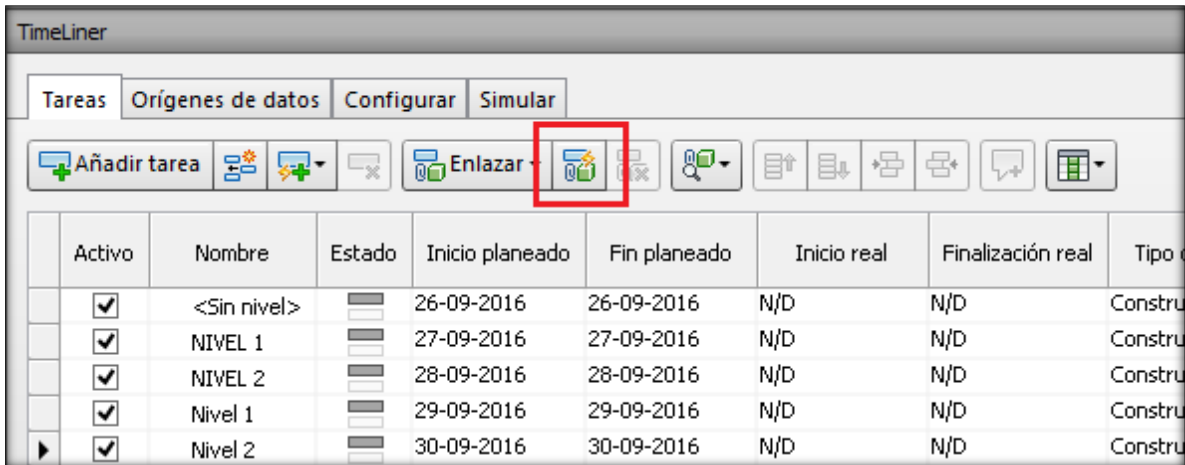 TimeLiner
Tareas Orígenes de datos Configurar Simular
Añadir tarea Enlazar
Activo Nombre Estado Inicio planeado Fin planeado Inicio real Finalización real Tipo
<Sin nivel> 26-09-2016 26-09-2016 N/D N/D Constru
NIVEL 1 27-09-2016 27-09-2016 N/D N/D Constru
NIVEL 2 28-09-2016 28-09-2016 N/D N/D Constru
Nivel 1 29-09-2016 29-09-2016 N/D N/D Constru
Nivel 2 30-09-2016 30-09-2016 N/D N/D Constru